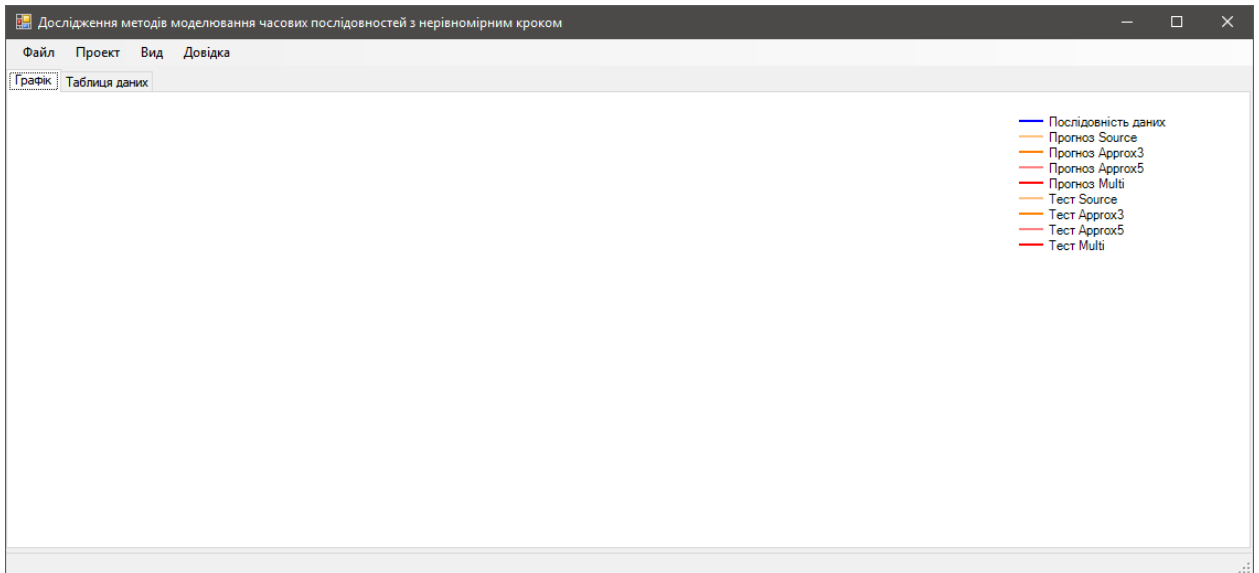 Дослідження методів моделювання часових послідовностей з нерівномірним кроком
Файл Проект Вид Довідка
Графік Таблиця даних
Послідовність даних
Прогноз Source
Прогноз Approx3
Прогноз Approx5
Прогноз Multi
Тест Source
Тест Approx3
Тест Approx5
Тест Multi